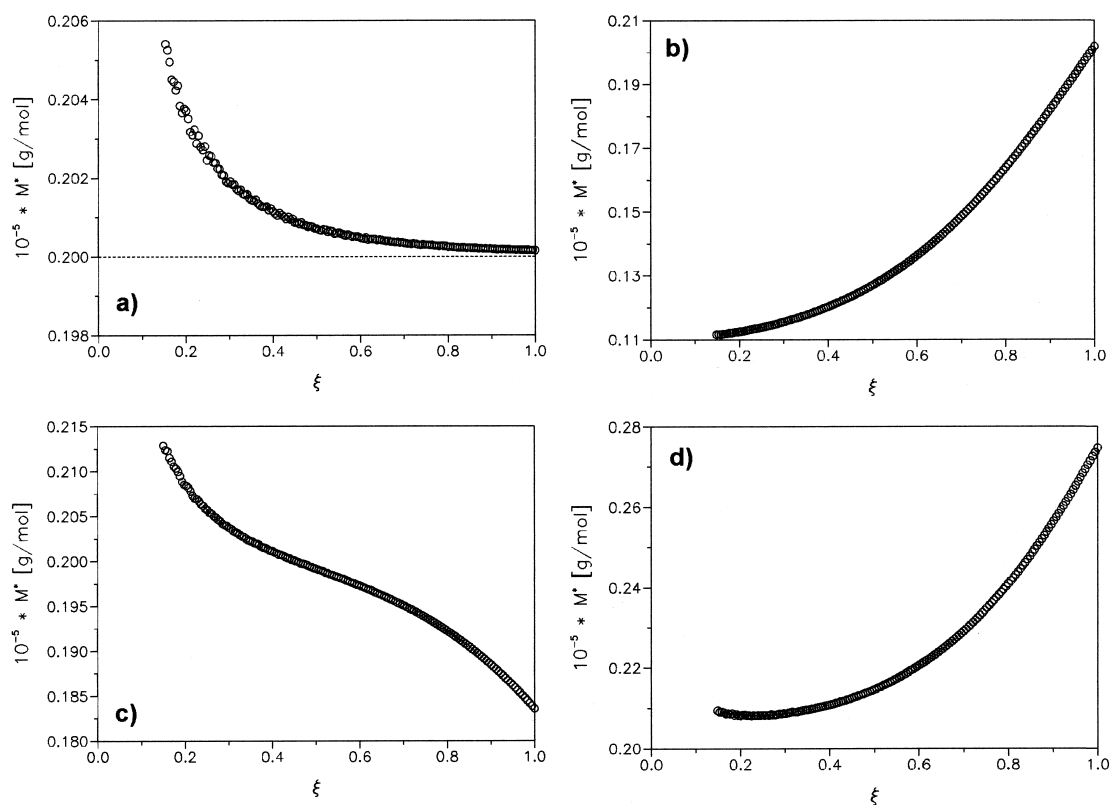 a)
10⁻⁵ * M* [g/mol]
0.206
0.204
0.202
0.200
0.198
0.0 0.2 0.4 0.6 0.8 1.0
ξ
b)
10⁻⁵ * M* [g/mol]
0.21
0.19
0.17
0.15
0.13
0.11
0.0 0.2 0.4 0.6 0.8 1.0
ξ
c)
10⁻⁵ * M* [g/mol]
0.215
0.210
0.205
0.200
0.195
0.190
0.185
0.180
0.0 0.2 0.4 0.6 0.8 1.0
ξ
d)
10⁻⁵ * M* [g/mol]
0.28
0.26
0.24
0.22
0.20
0.0 0.2 0.4 0.6 0.8 1.0
ξ